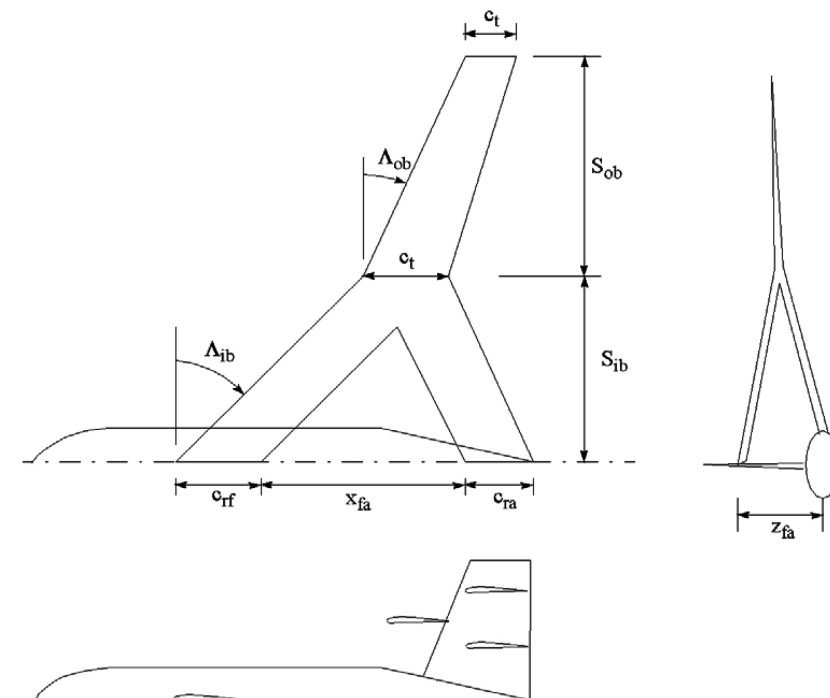 c_t
Λ_ob
S_ob
c_t
Λ_ib
S_ib
c_rf
x_fa
c_ra
z_fa